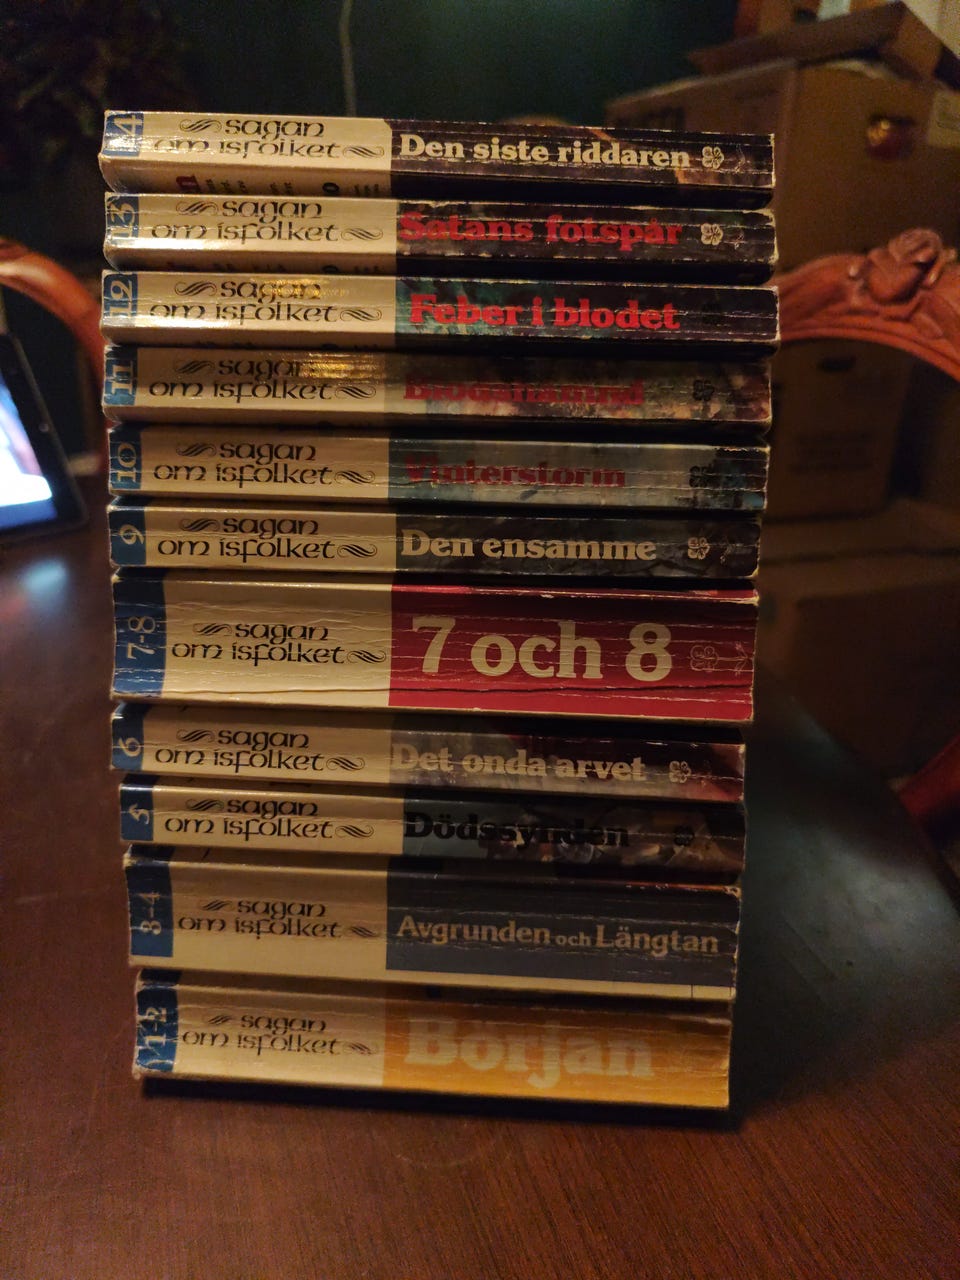 14
sagan
om isfolket
Den siste riddaren
13
sagan
om isfolket
Satans fotspår
12
sagan
om isfolket
Feber i blodet
11
sagan
om isfolket
Blodshämnd
10
sagan
om isfolket
Vinterstorm
9
sagan
om isfolket
Den ensamme
7-8
sagan
om isfolket
7 och 8
6
sagan
om isfolket
Det onda arvet
5
sagan
om isfolket
Dödssynden
3-4
sagan
om isfolket
Avgrunden och Längtan
1-2
sagan
om isfolket
Början